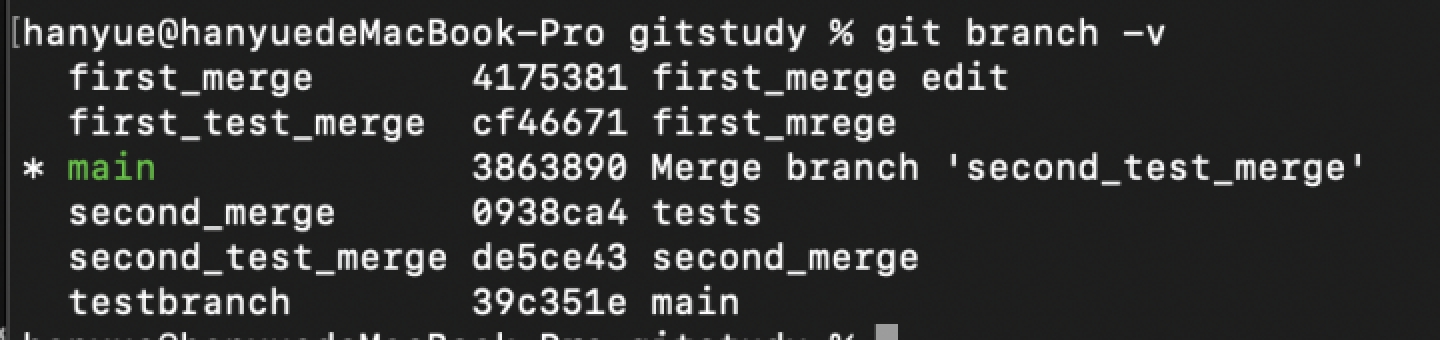 [hanyue@hanyuedeMacBook-Pro gitstudy % git branch -v
  first_merge       4175381 first_merge edit
  first_test_merge  cf46671 first_mrege
* main              3863890 Merge branch 'second_test_merge'
  second_merge      0938ca4 tests
  second_test_merge de5ce43 second_merge
  testbranch        39c351e main
hanyue@hanyuedeMacBook-Pro gitstudy %